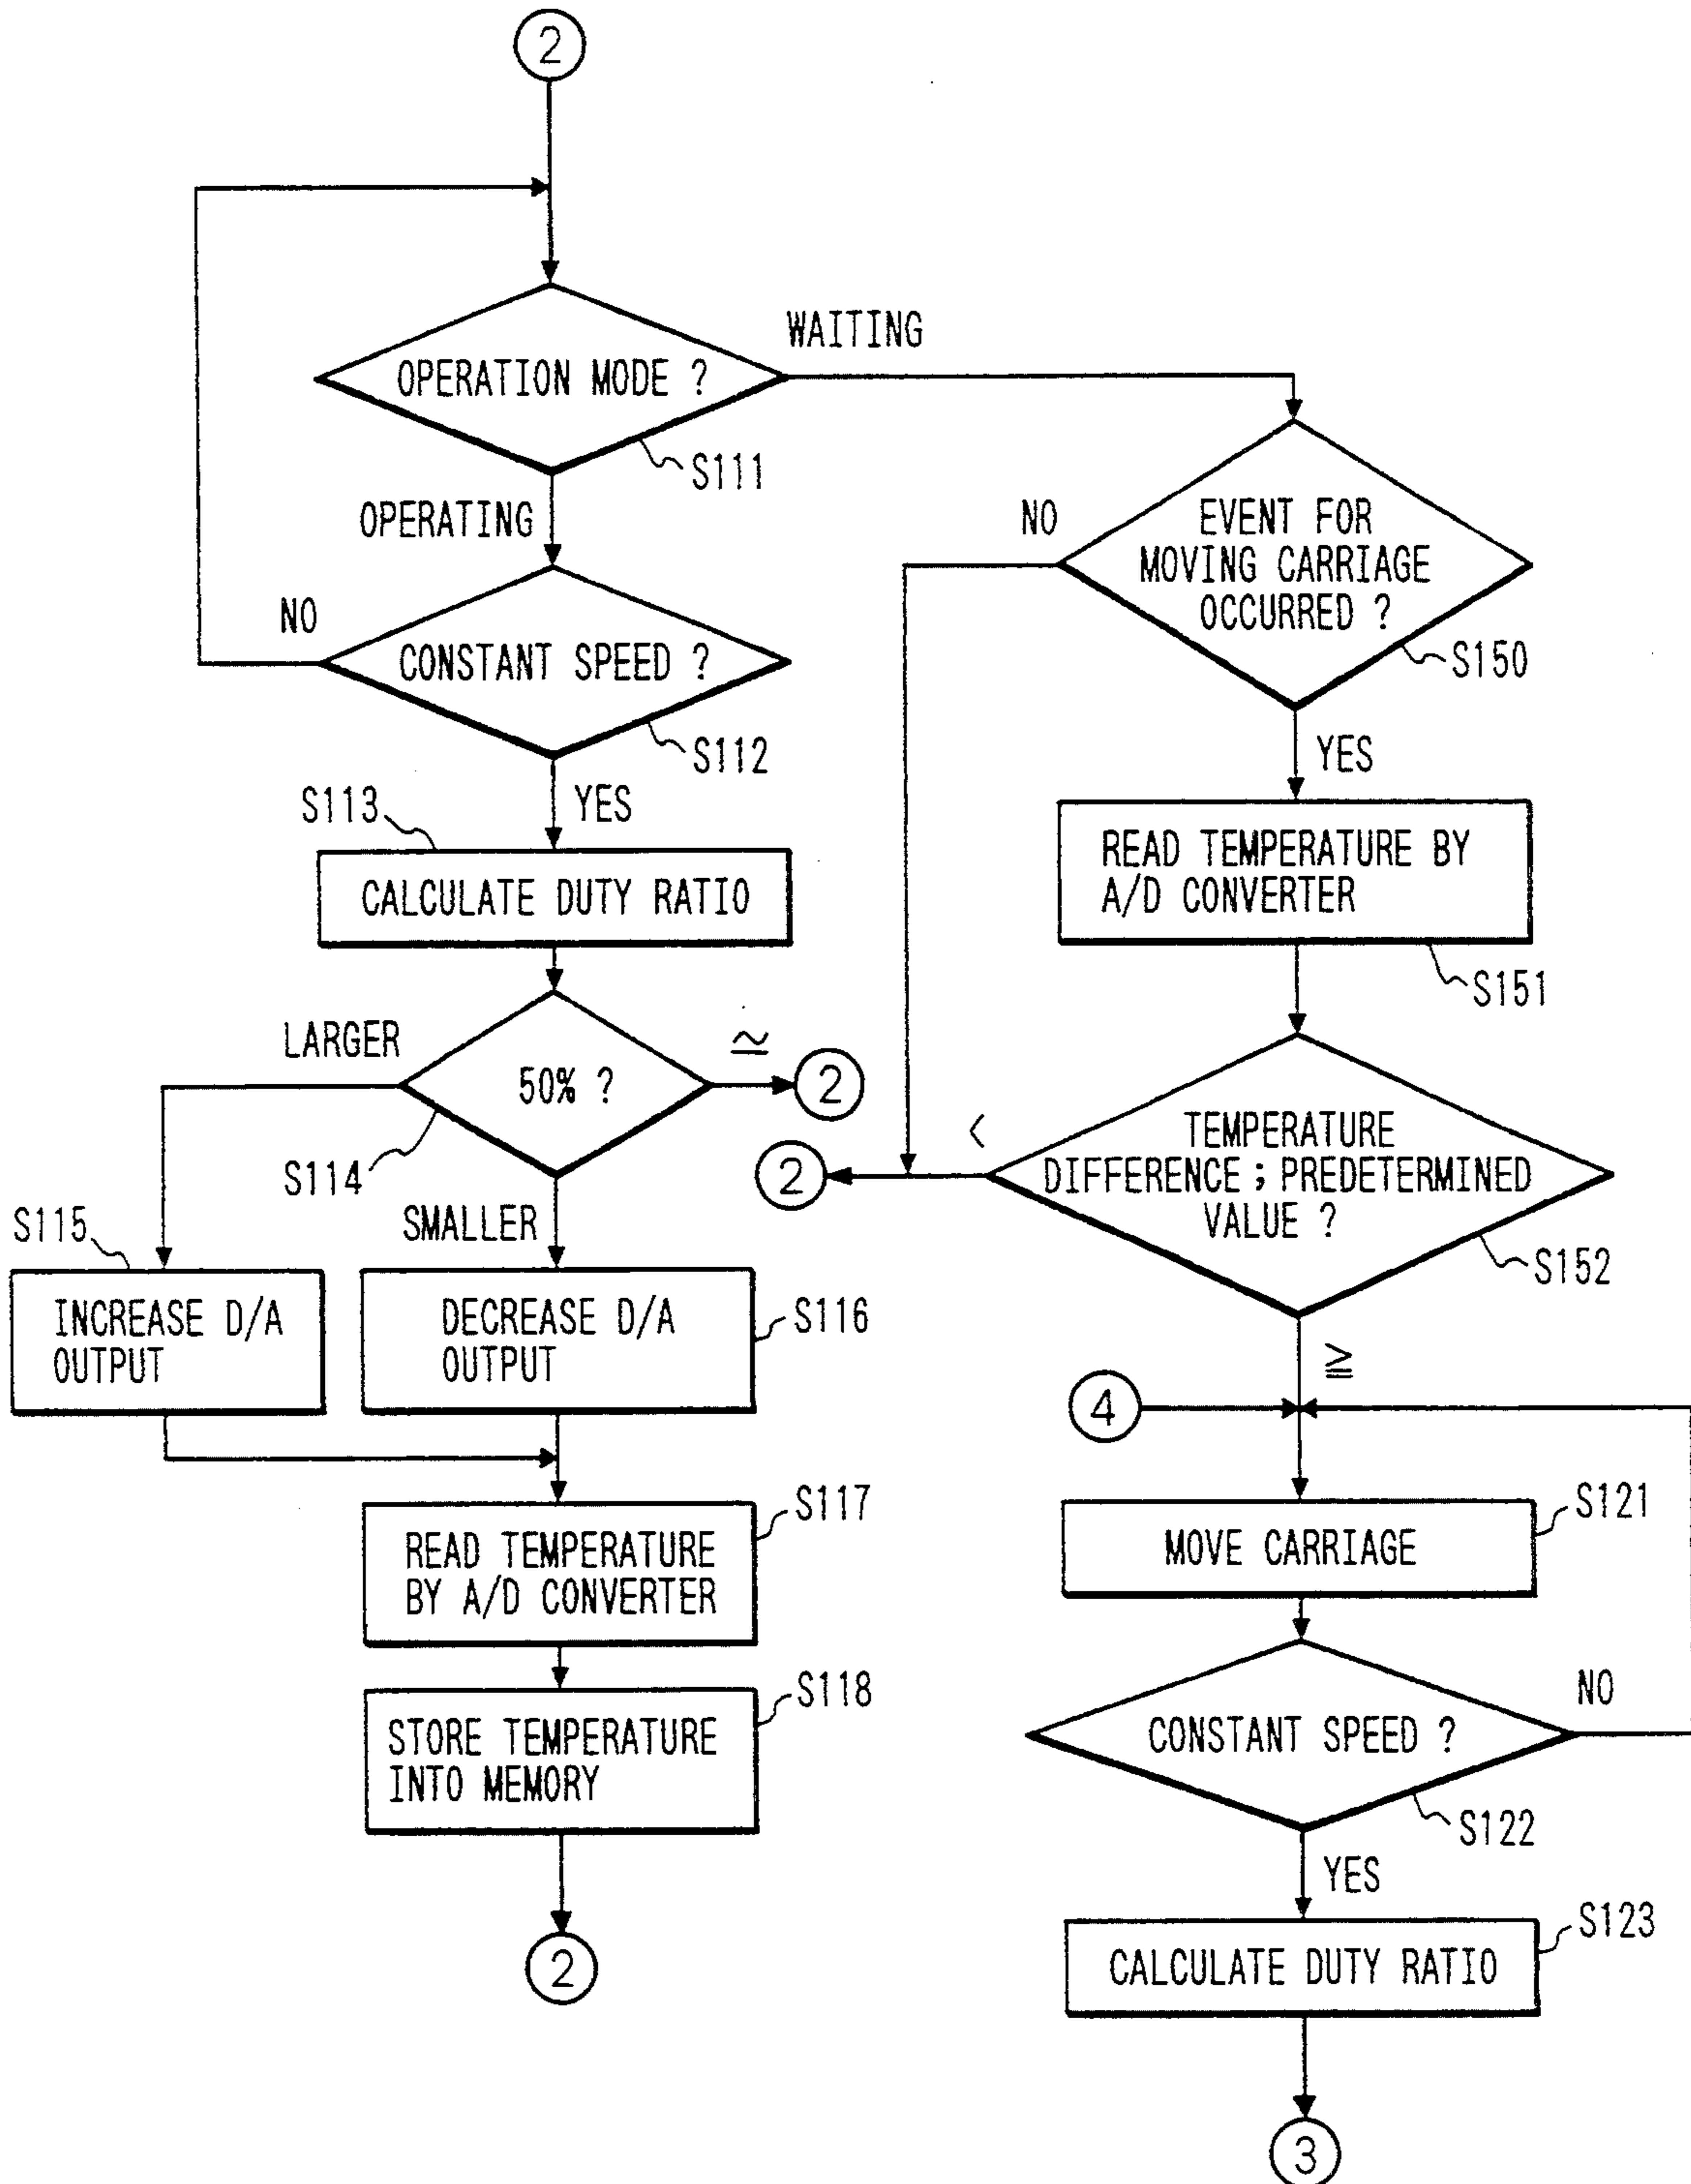 2
OPERATION MODE ?
WAITING
S111
OPERATING
CONSTANT SPEED ?
NO
S112
YES
S113
CALCULATE DUTY RATIO
50% ?
LARGER
≃
2
S114
SMALLER
S115
INCREASE D/A
OUTPUT
DECREASE D/A
OUTPUT
S116
READ TEMPERATURE
BY A/D CONVERTER
S117
STORE TEMPERATURE
INTO MEMORY
S118
2
EVENT FOR
MOVING CARRIAGE
OCCURRED ?
NO
S150
YES
READ TEMPERATURE BY
A/D CONVERTER
S151
TEMPERATURE
DIFFERENCE ; PREDETERMINED
VALUE ?
<
2
S152
≧
4
MOVE CARRIAGE
S121
CONSTANT SPEED ?
NO
S122
YES
CALCULATE DUTY RATIO
S123
3